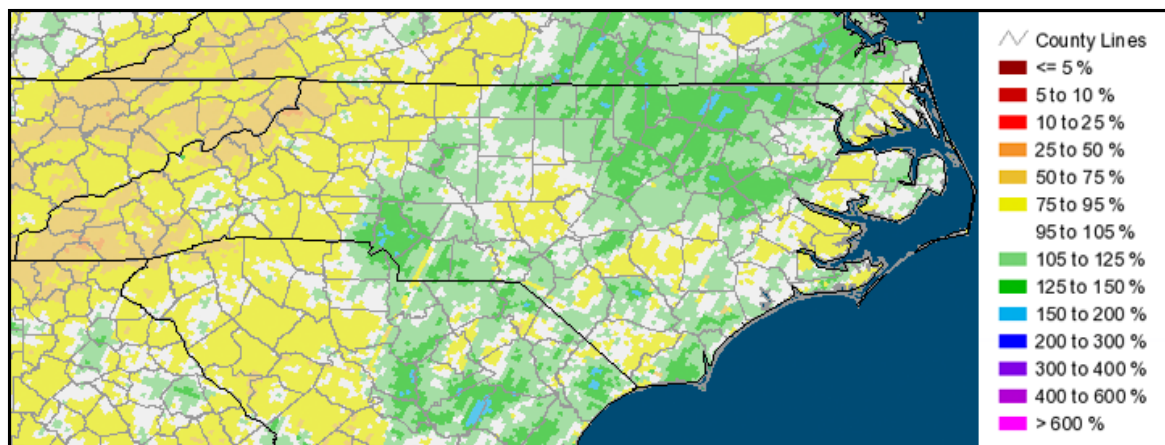 County Lines
<= 5 %
5 to 10 %
10 to 25 %
25 to 50 %
50 to 75 %
75 to 95 %
95 to 105 %
105 to 125 %
125 to 150 %
150 to 200 %
200 to 300 %
300 to 400 %
400 to 600 %
> 600 %